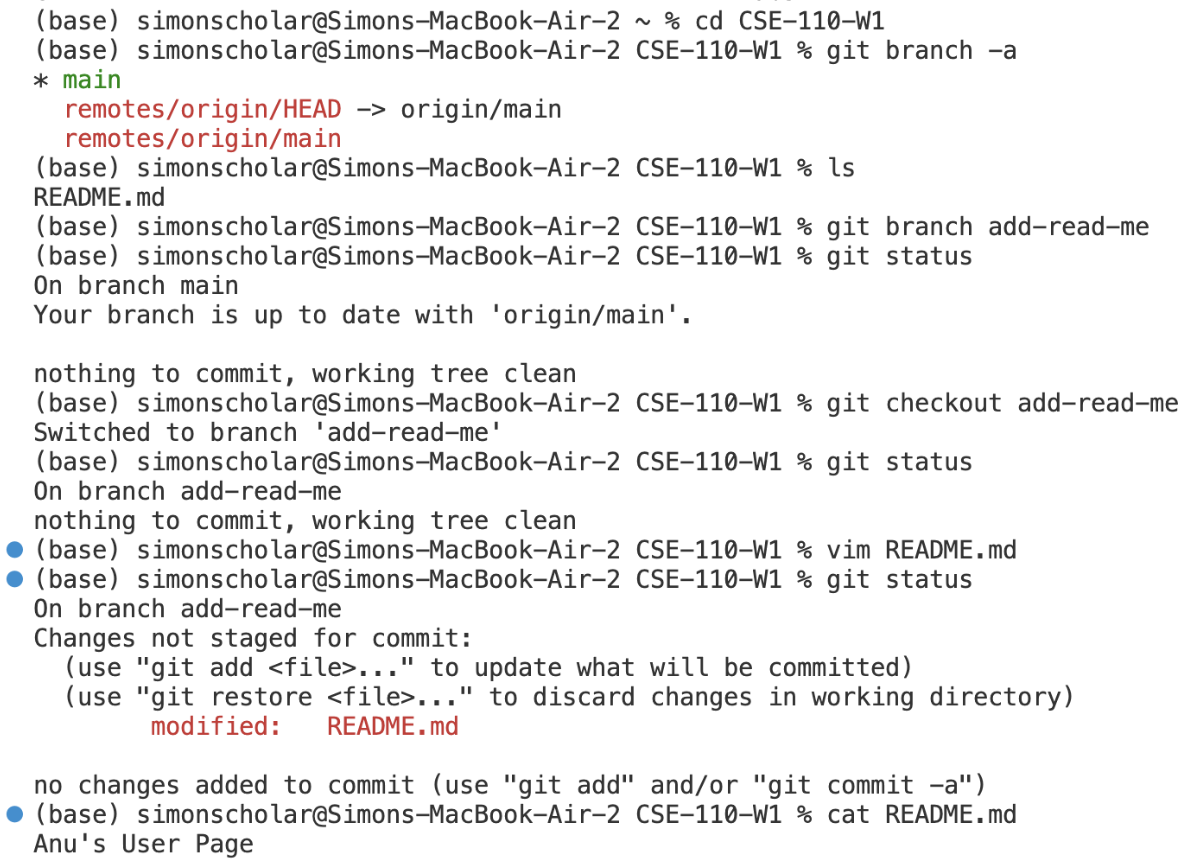 (base) simonscholar@Simons-MacBook-Air-2 ~ % cd CSE-110-W1
(base) simonscholar@Simons-MacBook-Air-2 CSE-110-W1 % git branch -a
* main
  remotes/origin/HEAD -> origin/main
  remotes/origin/main
(base) simonscholar@Simons-MacBook-Air-2 CSE-110-W1 % ls
README.md
(base) simonscholar@Simons-MacBook-Air-2 CSE-110-W1 % git branch add-read-me
(base) simonscholar@Simons-MacBook-Air-2 CSE-110-W1 % git status
On branch main
Your branch is up to date with 'origin/main'.

nothing to commit, working tree clean
(base) simonscholar@Simons-MacBook-Air-2 CSE-110-W1 % git checkout add-read-me
Switched to branch 'add-read-me'
(base) simonscholar@Simons-MacBook-Air-2 CSE-110-W1 % git status
On branch add-read-me
nothing to commit, working tree clean
(base) simonscholar@Simons-MacBook-Air-2 CSE-110-W1 % vim README.md
(base) simonscholar@Simons-MacBook-Air-2 CSE-110-W1 % git status
On branch add-read-me
Changes not staged for commit:
  (use "git add <file>..." to update what will be committed)
  (use "git restore <file>..." to discard changes in working directory)
        modified:   README.md

no changes added to commit (use "git add" and/or "git commit -a")
(base) simonscholar@Simons-MacBook-Air-2 CSE-110-W1 % cat README.md
Anu's User Page